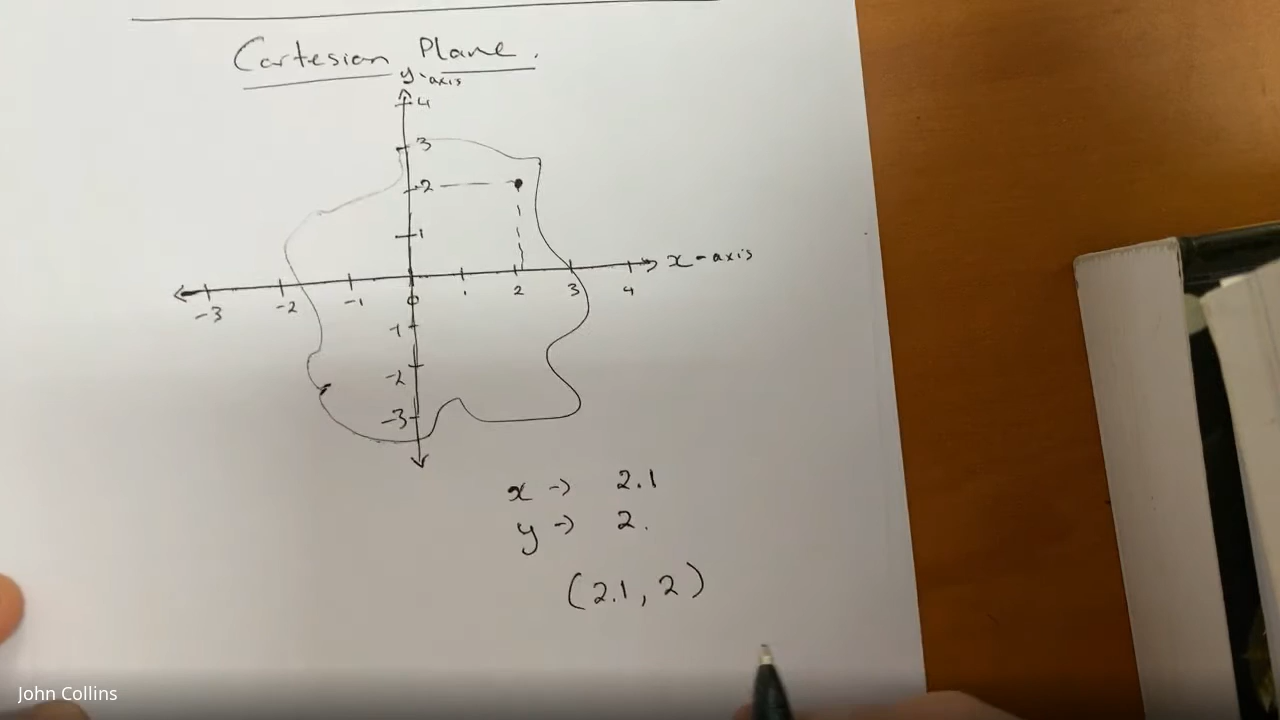 Cartesian Plane.
y-axis
4
3
2
1
x-axis
-3 -2 -1 0 1 2 3 4
-1
-2
-3
x -> 2.1
y -> 2.
(2.1, 2)
John Collins